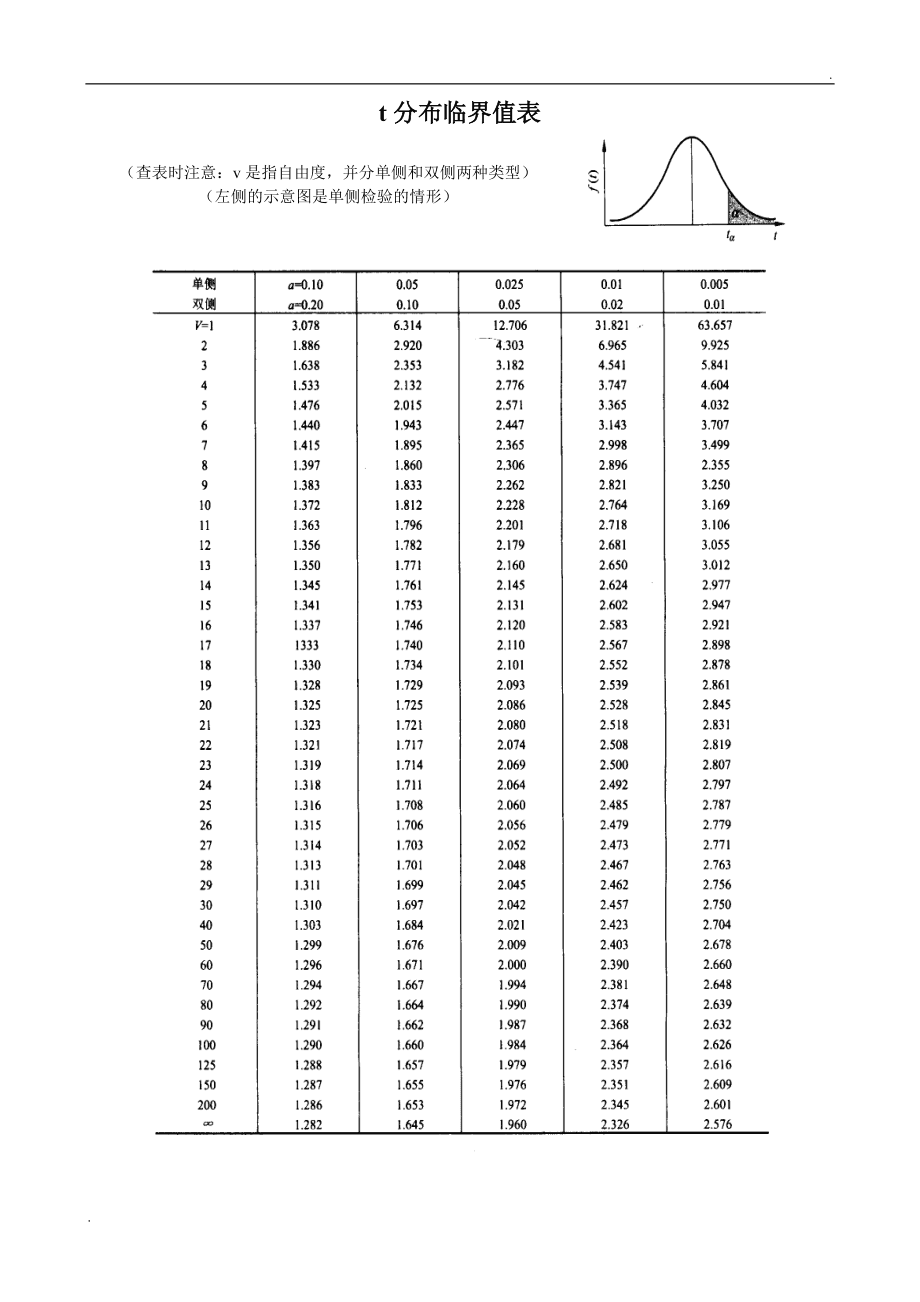 t 分布临界值表
（查表时注意：v 是指自由度，并分单侧和双侧两种类型）
（左侧的示意图是单侧检验的情形）
f (t)
α
tα t
单侧 a=0.10 0.05 0.025 0.01 0.005
双侧 a=0.20 0.10 0.05 0.02 0.01
V=1 3.078 6.314 12.706 31.821 63.657
2 1.886 2.920 4.303 6.965 9.925
3 1.638 2.353 3.182 4.541 5.841
4 1.533 2.132 2.776 3.747 4.604
5 1.476 2.015 2.571 3.365 4.032
6 1.440 1.943 2.447 3.143 3.707
7 1.415 1.895 2.365 2.998 3.499
8 1.397 1.860 2.306 2.896 2.355
9 1.383 1.833 2.262 2.821 3.250
10 1.372 1.812 2.228 2.764 3.169
11 1.363 1.796 2.201 2.718 3.106
12 1.356 1.782 2.179 2.681 3.055
13 1.350 1.771 2.160 2.650 3.012
14 1.345 1.761 2.145 2.624 2.977
15 1.341 1.753 2.131 2.602 2.947
16 1.337 1.746 2.120 2.583 2.921
17 1333 1.740 2.110 2.567 2.898
18 1.330 1.734 2.101 2.552 2.878
19 1.328 1.729 2.093 2.539 2.861
20 1.325 1.725 2.086 2.528 2.845
21 1.323 1.721 2.080 2.518 2.831
22 1.321 1.717 2.074 2.508 2.819
23 1.319 1.714 2.069 2.500 2.807
24 1.318 1.711 2.064 2.492 2.797
25 1.316 1.708 2.060 2.485 2.787
26 1.315 1.706 2.056 2.479 2.779
27 1.314 1.703 2.052 2.473 2.771
28 1.313 1.701 2.048 2.467 2.763
29 1.311 1.699 2.045 2.462 2.756
30 1.310 1.697 2.042 2.457 2.750
40 1.303 1.684 2.021 2.423 2.704
50 1.299 1.676 2.009 2.403 2.678
60 1.296 1.671 2.000 2.390 2.660
70 1.294 1.667 1.994 2.381 2.648
80 1.292 1.664 1.990 2.374 2.639
90 1.291 1.662 1.987 2.368 2.632
100 1.290 1.660 1.984 2.364 2.626
125 1.288 1.657 1.979 2.357 2.616
150 1.287 1.655 1.976 2.351 2.609
200 1.286 1.653 1.972 2.345 2.601
∞ 1.282 1.645 1.960 2.326 2.576